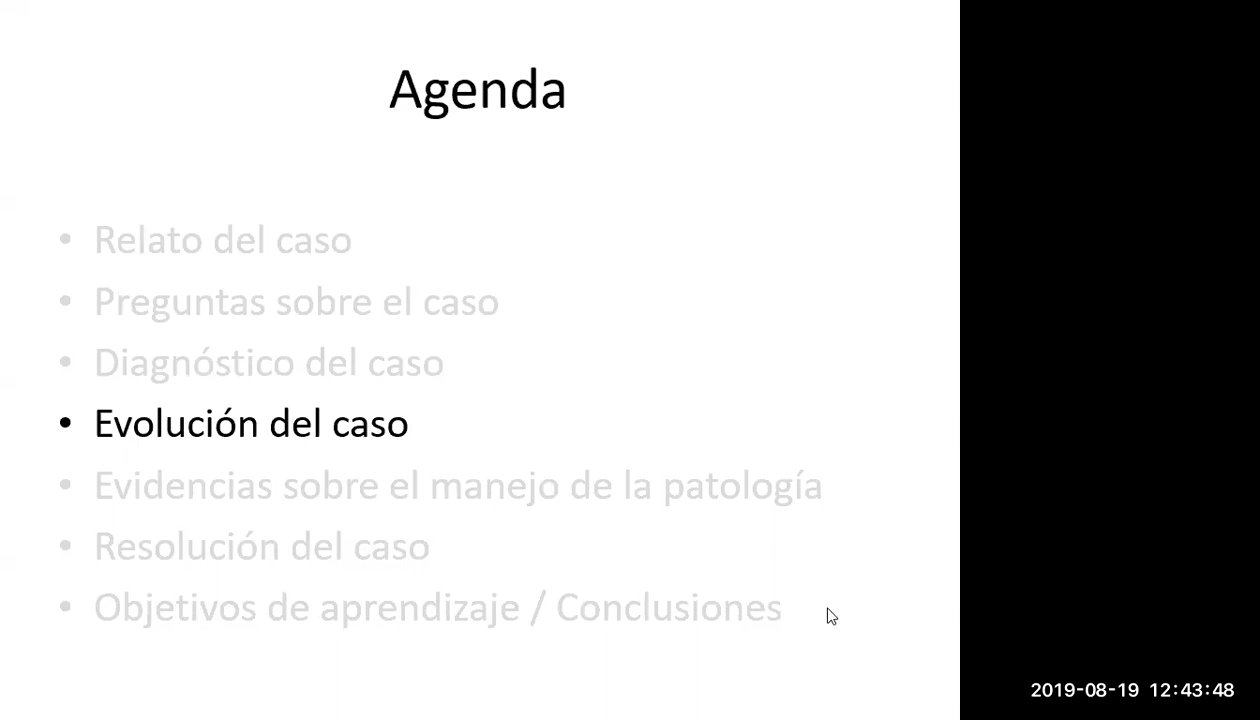 Agenda
• Relato del caso
• Preguntas sobre el caso
• Diagnóstico del caso
• Evolución del caso
• Evidencias sobre el manejo de la patología
• Resolución del caso
• Objetivos de aprendizaje / Conclusiones
2019-08-19 12:43:48